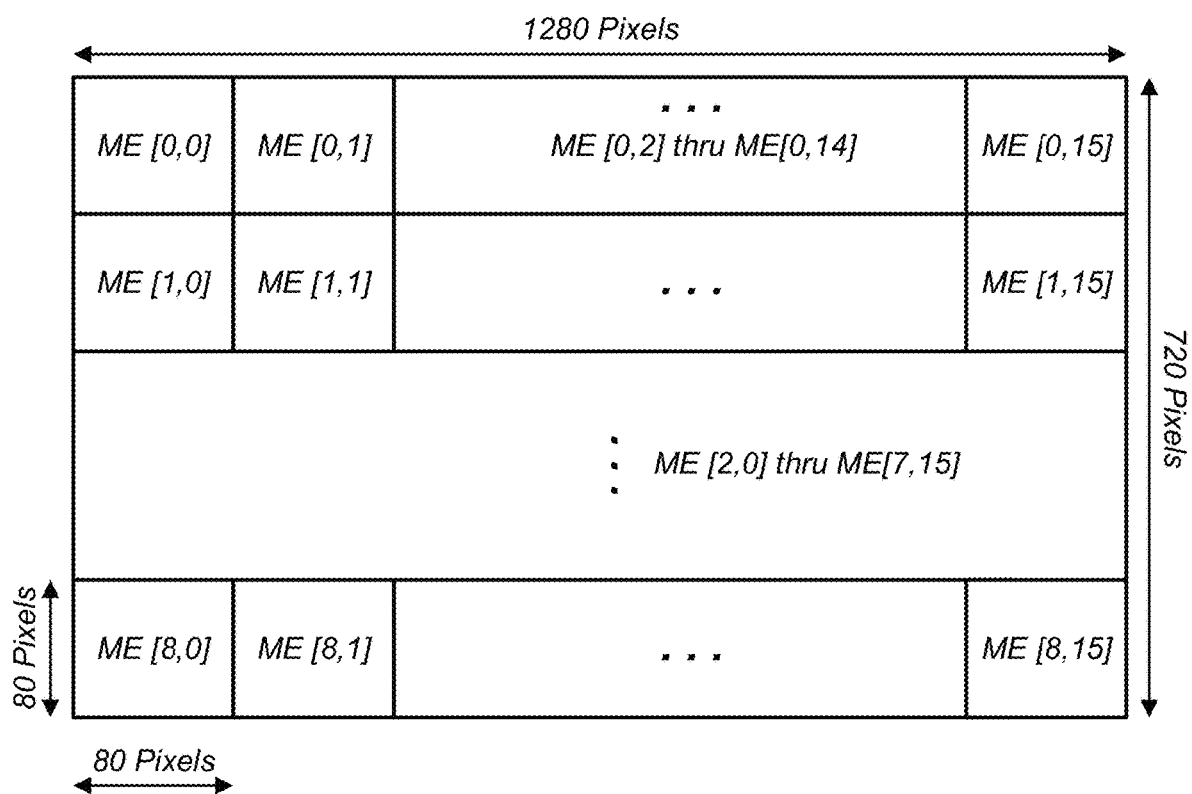 1280 Pixels
ME [0,0]
ME [0,1]
. . .
ME [0,2] thru ME[0,14]
ME [0,15]
ME [1,0]
ME [1,1]
. . .
ME [1,15]
720 Pixels
ME [2,0] thru ME[7,15]
80 Pixels
ME [8,0]
ME [8,1]
. . .
ME [8,15]
80 Pixels